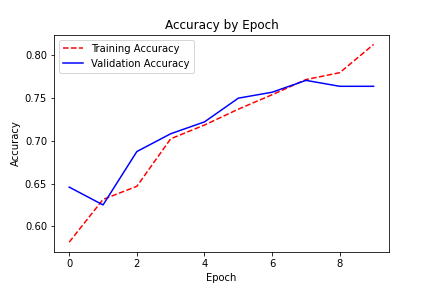 Accuracy by Epoch
Training Accuracy
Validation Accuracy
0.80
0.75
0.70
0.65
0.60
Accuracy
0 2 4 6 8
Epoch